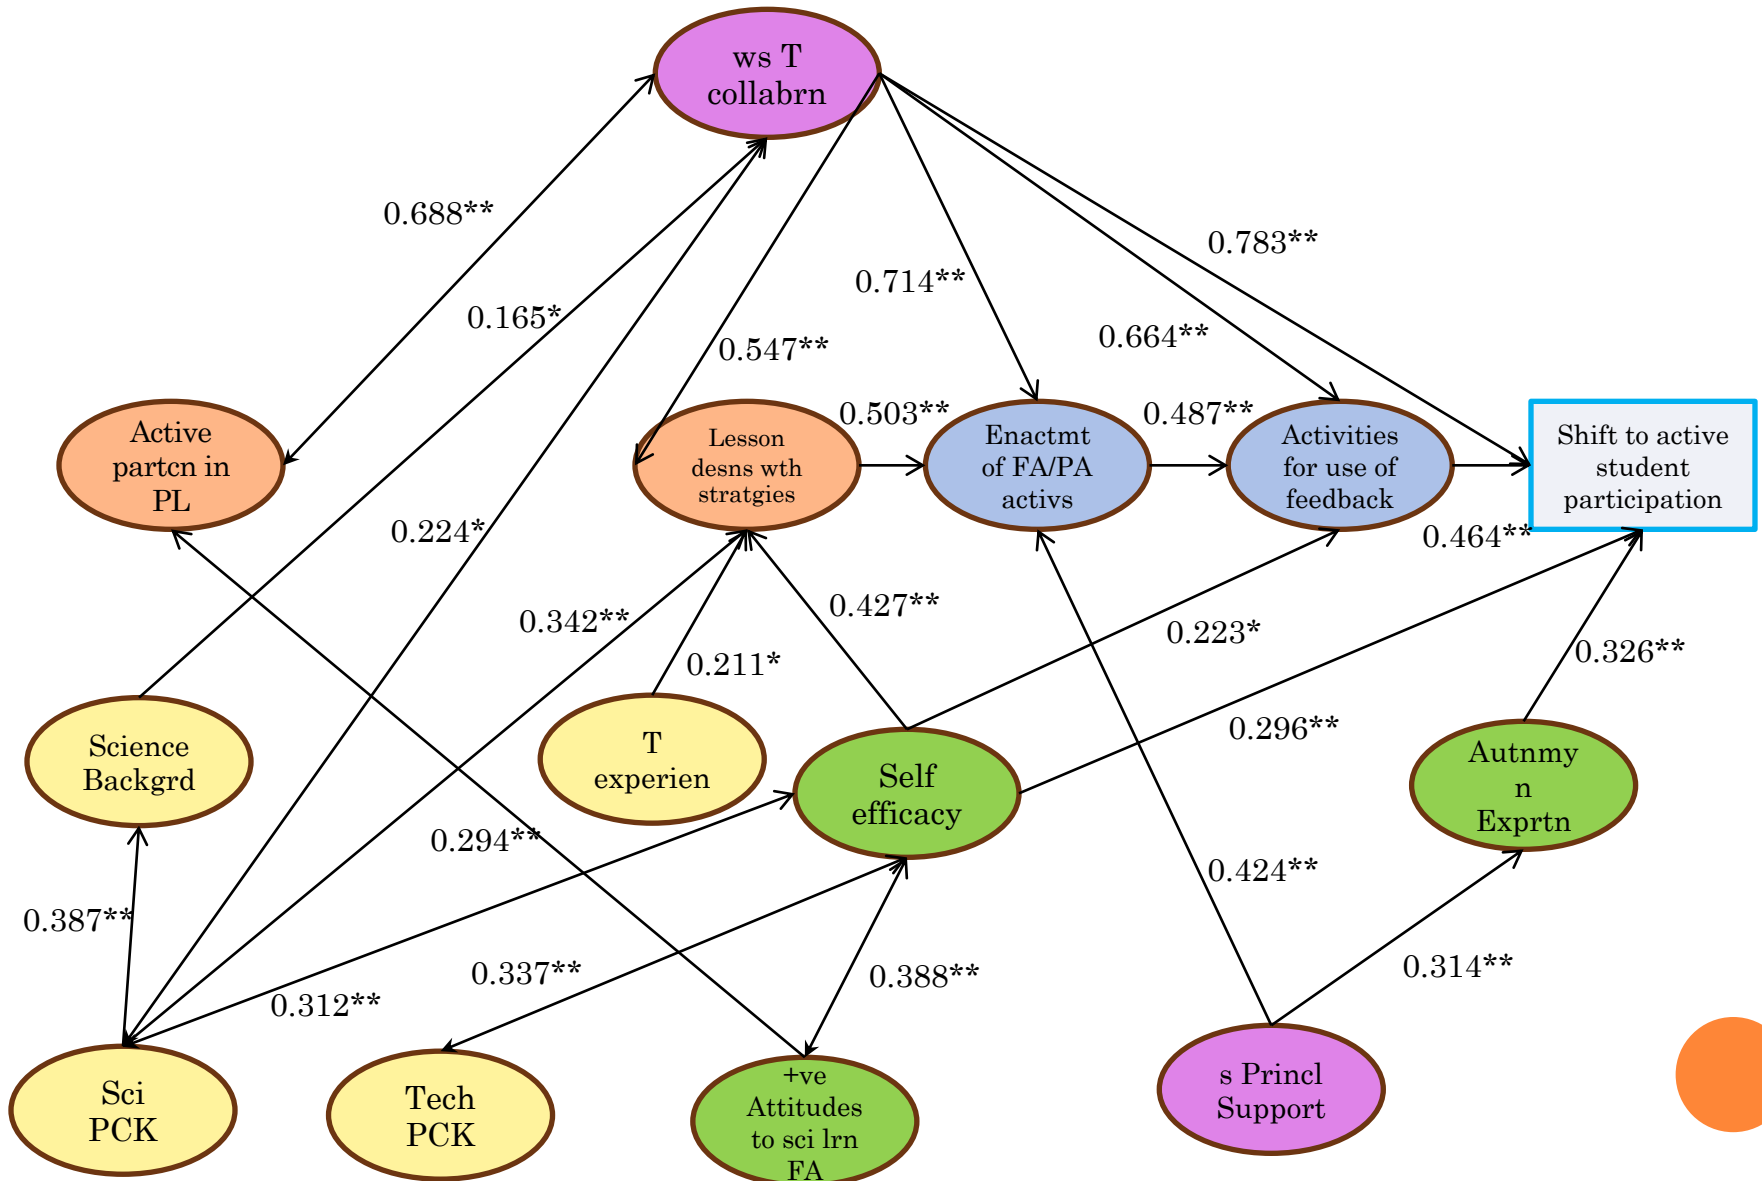 ws T
collabrn
0.688**
0.783**
0.714**
0.165*
0.664**
0.547**
Active
partcn in
PL
Lesson
desns wth
stratgies
0.503**
Enactmt
of FA/PA
activs
0.487**
Activities
for use of
feedback
Shift to active
student
participation
0.224*
0.464**
0.342**
0.427**
0.223*
0.211*
0.326**
0.296**
Science
Backgrd
T
experien
Self
efficacy
Autnmy
n
Exprtn
0.294**
0.424**
0.387**
0.337**
0.388**
0.314**
0.312**
Sci
PCK
Tech
PCK
+ve
Attitudes
to sci lrn
FA
s Princl
Support